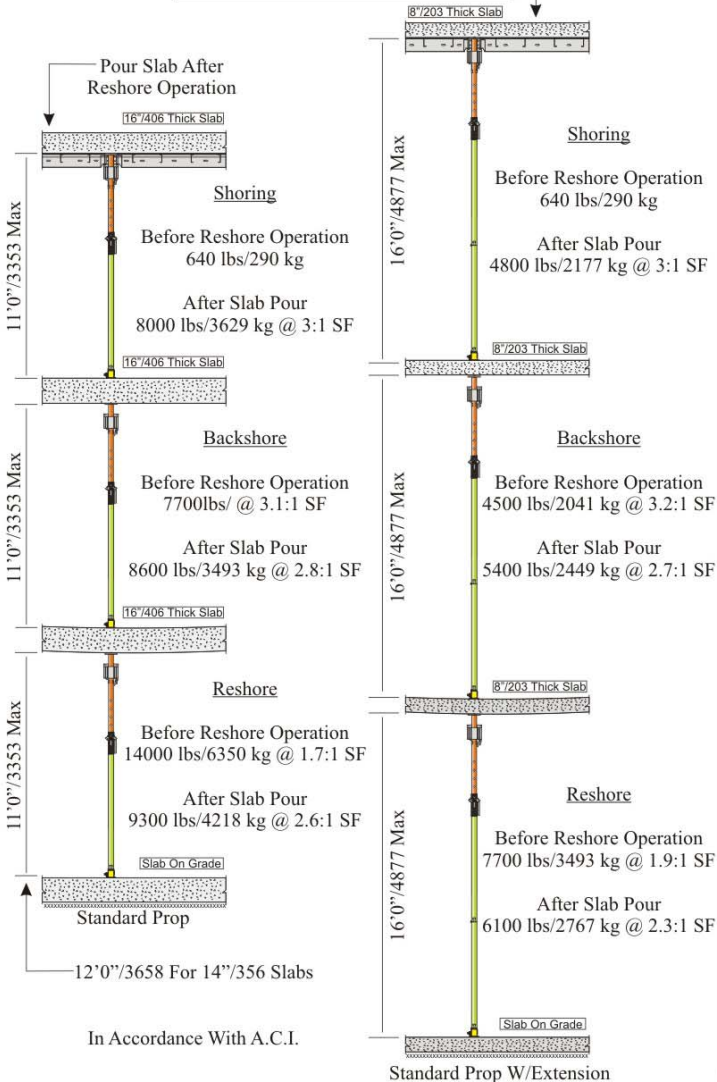 Pour Slab After
Reshore Operation
16"/406 Thick Slab
11'0"/3353 Max
Shoring
Before Reshore Operation
640 lbs/290 kg
After Slab Pour
8000 lbs/3629 kg @ 3:1 SF
16"/406 Thick Slab
11'0"/3353 Max
Backshore
Before Reshore Operation
7700lbs/ @ 3.1:1 SF
After Slab Pour
8600 lbs/3493 kg @ 2.8:1 SF
16"/406 Thick Slab
11'0"/3353 Max
Reshore
Before Reshore Operation
14000 lbs/6350 kg @ 1.7:1 SF
After Slab Pour
9300 lbs/4218 kg @ 2.6:1 SF
Slab On Grade
Standard Prop
12'0"/3658 For 14"/356 Slabs
In Accordance With A.C.I.
8"/203 Thick Slab
16'0"/4877 Max
Shoring
Before Reshore Operation
640 lbs/290 kg
After Slab Pour
4800 lbs/2177 kg @ 3:1 SF
8"/203 Thick Slab
16'0"/4877 Max
Backshore
Before Reshore Operation
4500 lbs/2041 kg @ 3.2:1 SF
After Slab Pour
5400 lbs/2449 kg @ 2.7:1 SF
8"/203 Thick Slab
16'0"/4877 Max
Reshore
Before Reshore Operation
7700 lbs/3493 kg @ 1.9:1 SF
After Slab Pour
6100 lbs/2767 kg @ 2.3:1 SF
Slab On Grade
Standard Prop W/Extension